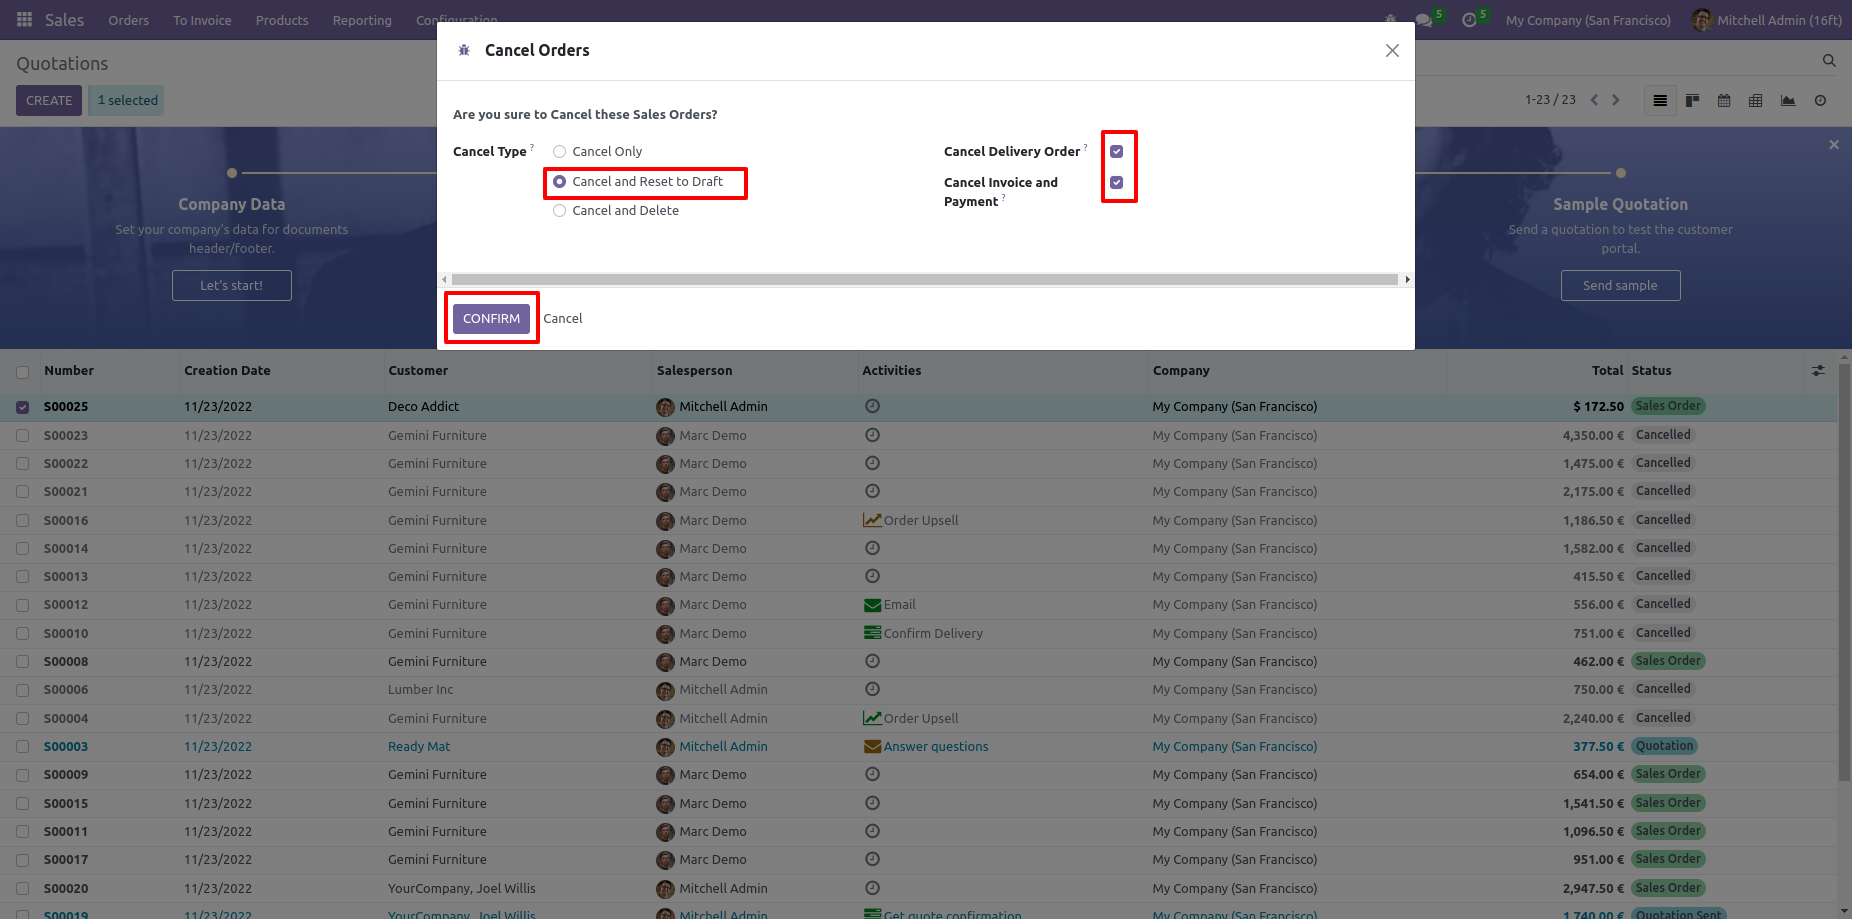 Sales Orders To Invoice Products Reporting Configuration 5 5 My Company (San Francisco) Mitchell Admin (16ft)
Quotations
CREATE 1 selected
1-23 / 23
Cancel Orders
Are you sure to Cancel these Sales Orders?
Cancel Type ? Cancel Only
Cancel and Reset to Draft
Cancel and Delete
Cancel Delivery Order ?
Cancel Invoice and
Payment ?
CONFIRM Cancel
Company Data
Set your company's data for documents
header/footer.
Let's start!
Sample Quotation
Send a quotation to test the customer
portal.
Send sample
Number Creation Date Customer Salesperson Activities Company Total Status
S00025 11/23/2022 Deco Addict Mitchell Admin My Company (San Francisco) $ 172.50 Sales Order
S00023 11/23/2022 Gemini Furniture Marc Demo My Company (San Francisco) 4,350.00 € Cancelled
S00022 11/23/2022 Gemini Furniture Marc Demo My Company (San Francisco) 1,475.00 € Cancelled
S00021 11/23/2022 Gemini Furniture Marc Demo My Company (San Francisco) 2,175.00 € Cancelled
S00016 11/23/2022 Gemini Furniture Marc Demo Order Upsell My Company (San Francisco) 1,186.50 € Cancelled
S00014 11/23/2022 Gemini Furniture Marc Demo My Company (San Francisco) 1,582.00 € Cancelled
S00013 11/23/2022 Gemini Furniture Marc Demo My Company (San Francisco) 415.50 € Cancelled
S00012 11/23/2022 Gemini Furniture Marc Demo Email My Company (San Francisco) 556.00 € Cancelled
S00010 11/23/2022 Gemini Furniture Marc Demo Confirm Delivery My Company (San Francisco) 751.00 € Cancelled
S00008 11/23/2022 Gemini Furniture Marc Demo My Company (San Francisco) 462.00 € Sales Order
S00006 11/23/2022 Lumber Inc Mitchell Admin My Company (San Francisco) 750.00 € Cancelled
S00004 11/23/2022 Gemini Furniture Mitchell Admin Order Upsell My Company (San Francisco) 2,240.00 € Cancelled
S00003 11/23/2022 Ready Mat Mitchell Admin Answer questions My Company (San Francisco) 377.50 € Quotation
S00009 11/23/2022 Gemini Furniture Marc Demo My Company (San Francisco) 654.00 € Sales Order
S00015 11/23/2022 Gemini Furniture Marc Demo My Company (San Francisco) 1,541.50 € Sales Order
S00011 11/23/2022 Gemini Furniture Marc Demo My Company (San Francisco) 1,096.50 € Sales Order
S00017 11/23/2022 Gemini Furniture Marc Demo My Company (San Francisco) 951.00 € Sales Order
S00020 11/23/2022 YourCompany, Joel Willis Mitchell Admin My Company (San Francisco) 2,947.50 € Sales Order
S00019 11/23/2022 YourCompany, Joel Willis Mitchell Admin Get quote confirmation My Company (San Francisco) 1,740.00 € Quotation Sent